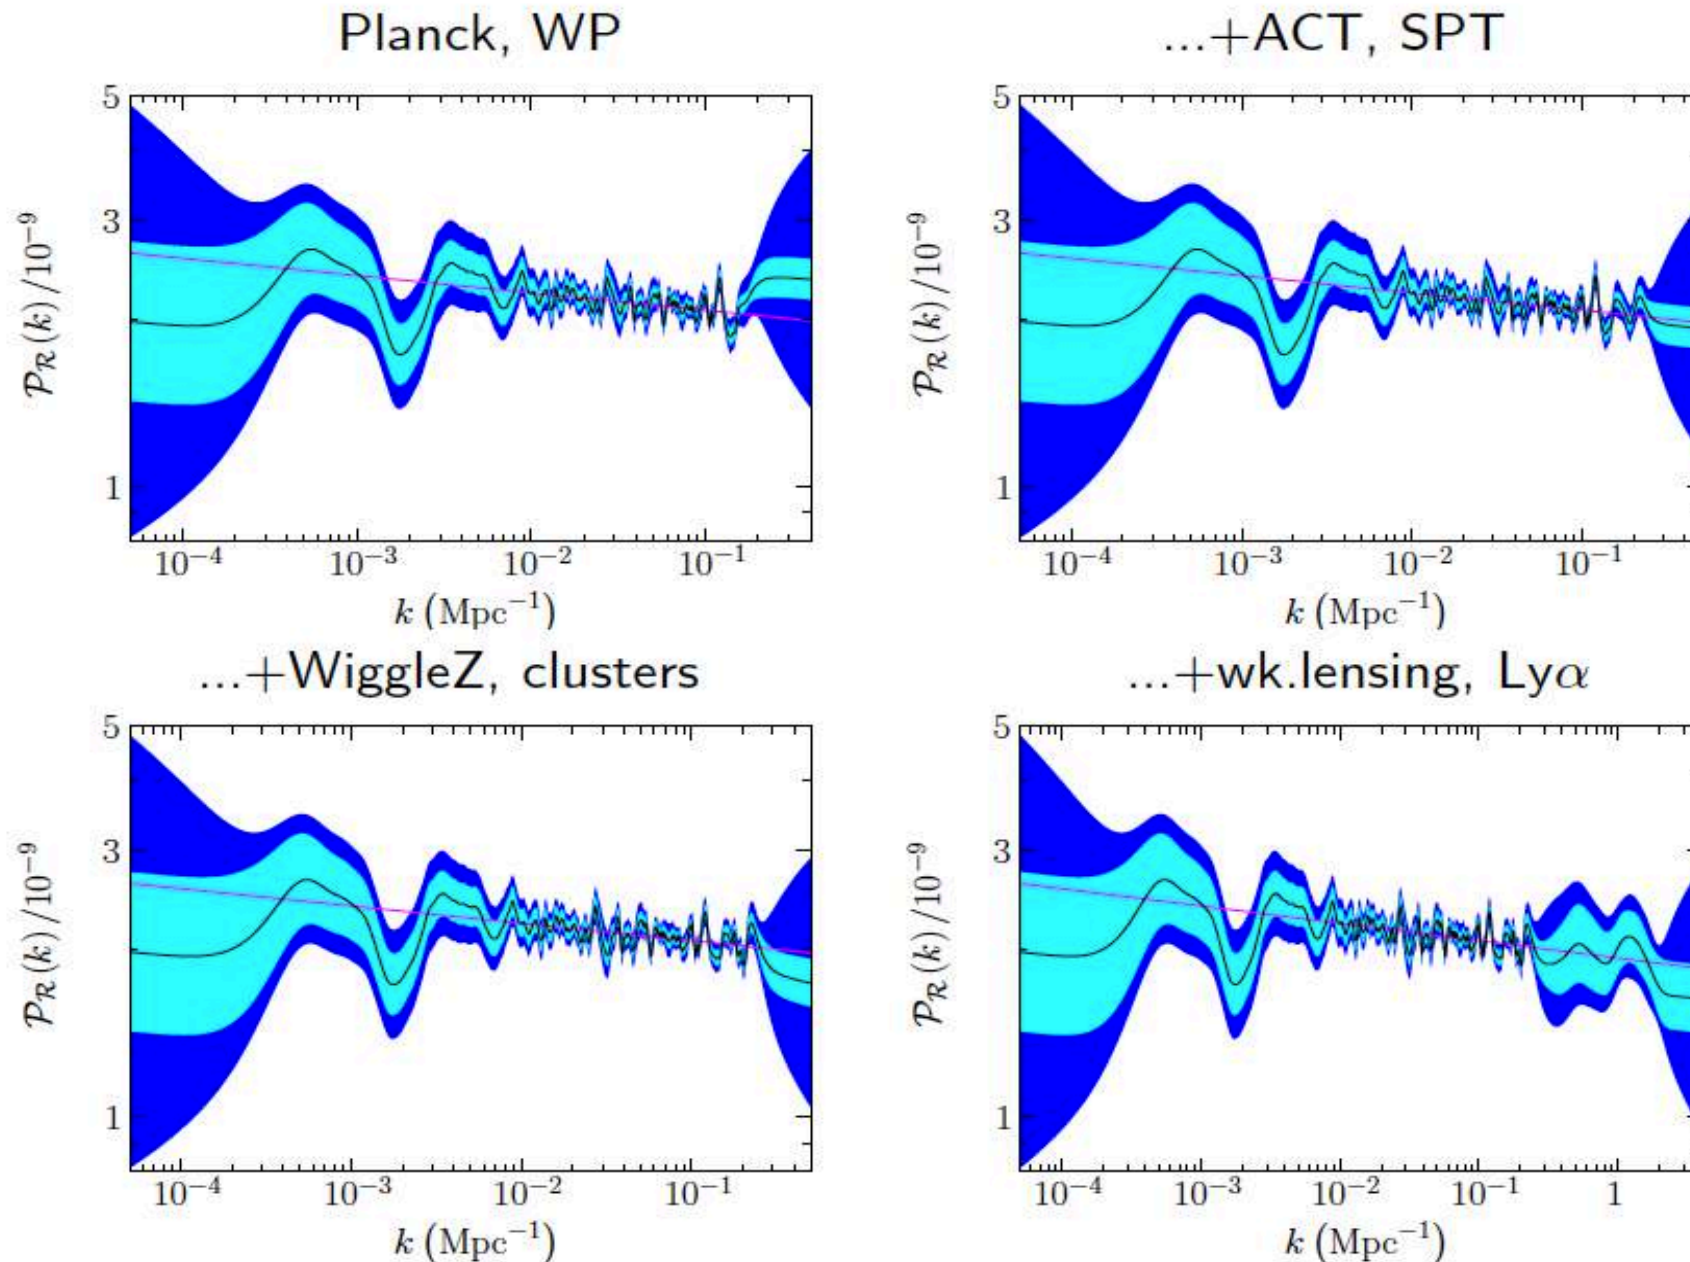 Planck, WP
5
3
1
𝒫_ℛ(k)/10⁻⁹
10⁻⁴ 10⁻³ 10⁻² 10⁻¹
k (Mpc⁻¹)
...+ACT, SPT
5
3
1
𝒫_ℛ(k)/10⁻⁹
10⁻⁴ 10⁻³ 10⁻² 10⁻¹
k (Mpc⁻¹)
...+WiggleZ, clusters
5
3
1
𝒫_ℛ(k)/10⁻⁹
10⁻⁴ 10⁻³ 10⁻² 10⁻¹
k (Mpc⁻¹)
...+wk.lensing, Lyα
5
3
1
𝒫_ℛ(k)/10⁻⁹
10⁻⁴ 10⁻³ 10⁻² 10⁻¹ 1
k (Mpc⁻¹)